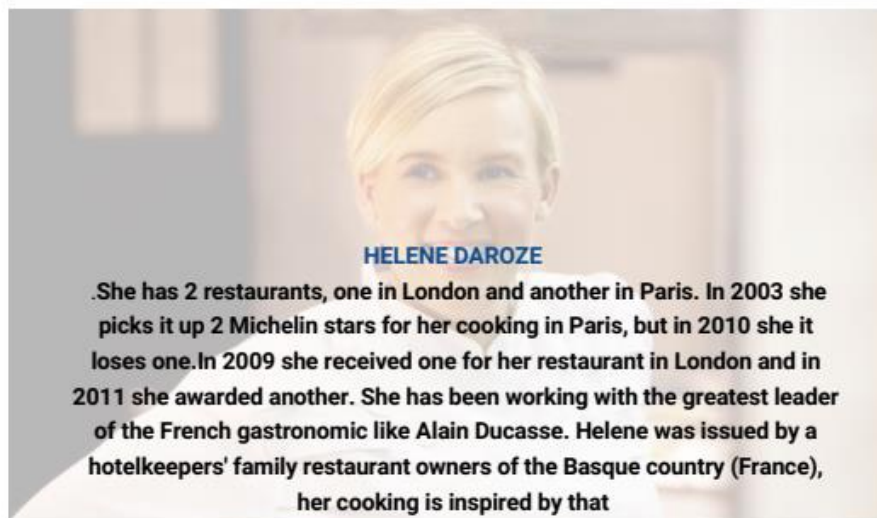 HELENE DAROZE
.She has 2 restaurants, one in London and another in Paris. In 2003 she
picks it up 2 Michelin stars for her cooking in Paris, but in 2010 she it
loses one.In 2009 she received one for her restaurant in London and in
2011 she awarded another. She has been working with the greatest leader
of the French gastronomic like Alain Ducasse. Helene was issued by a
hotelkeepers' family restaurant owners of the Basque country (France),
her cooking is inspired by that